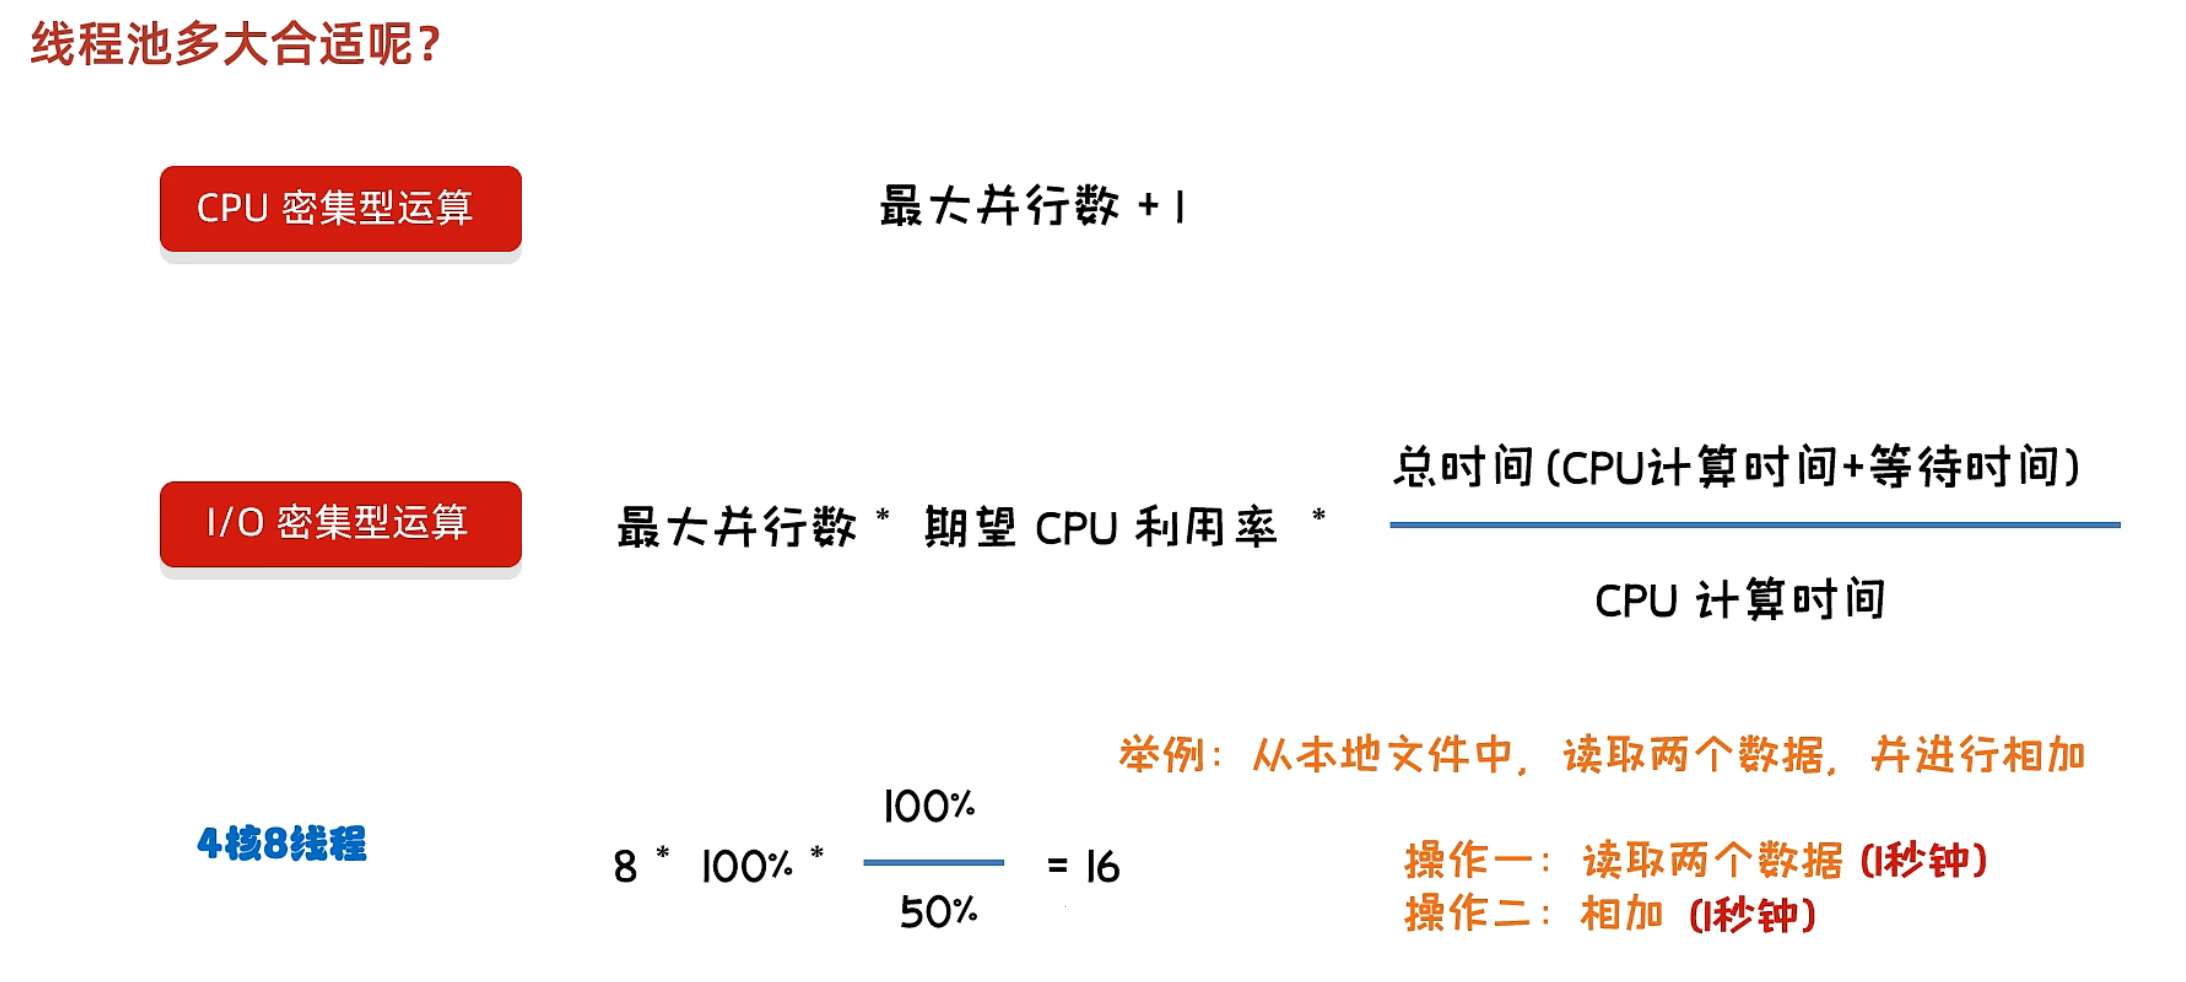 线程池多大合适呢？
CPU 密集型运算
最大并行数 + 1
I/O 密集型运算
最大并行数 * 期望 CPU 利用率 *
总时间 (CPU计算时间+等待时间)
CPU 计算时间
举例：从本地文件中，读取两个数据，并进行相加
4核8线程
8 * 100% *
100%
50%
= 16
操作一：读取两个数据 (1秒钟)
操作二：相加 (1秒钟)